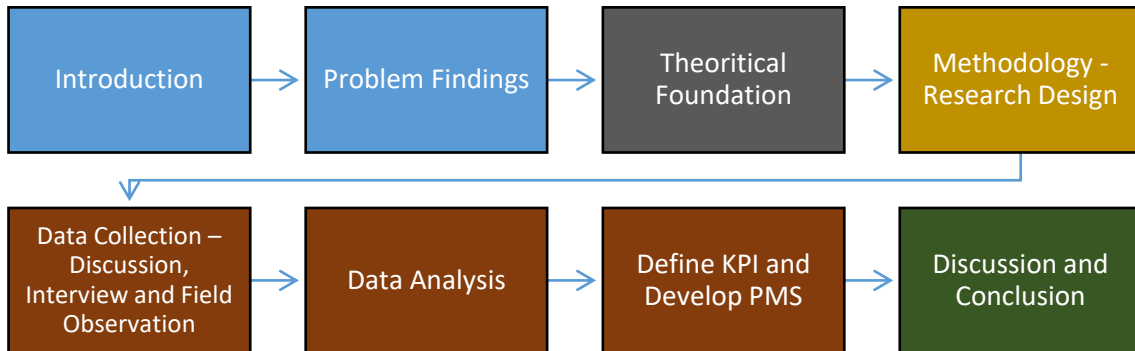 Introduction
Problem Findings
Theoritical
Foundation
Methodology -
Research Design
Data Collection –
Discussion,
Interview and Field
Observation
Data Analysis
Define KPI and
Develop PMS
Discussion and
Conclusion